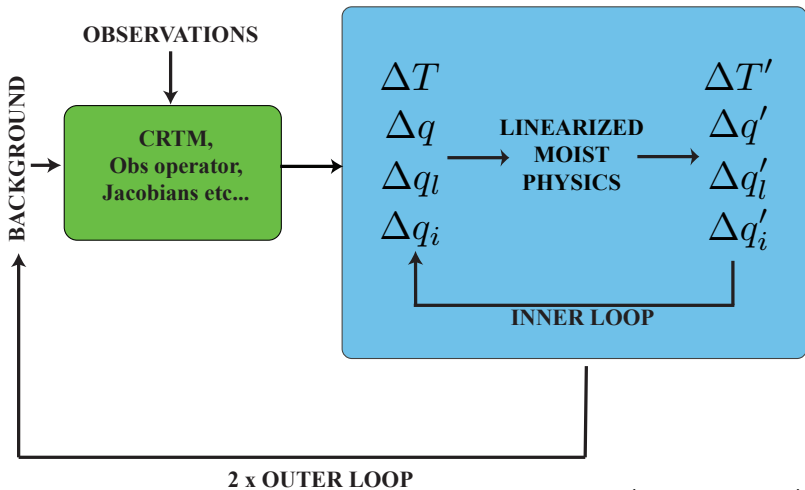 OBSERVATIONS
BACKGROUND
CRTM,
Obs operator,
Jacobians etc...
ΔT
Δq
Δq_l
Δq_i
LINEARIZED
MOIST
PHYSICS
ΔT′
Δq′
Δq′_l
Δq′_i
INNER LOOP
2 x OUTER LOOP